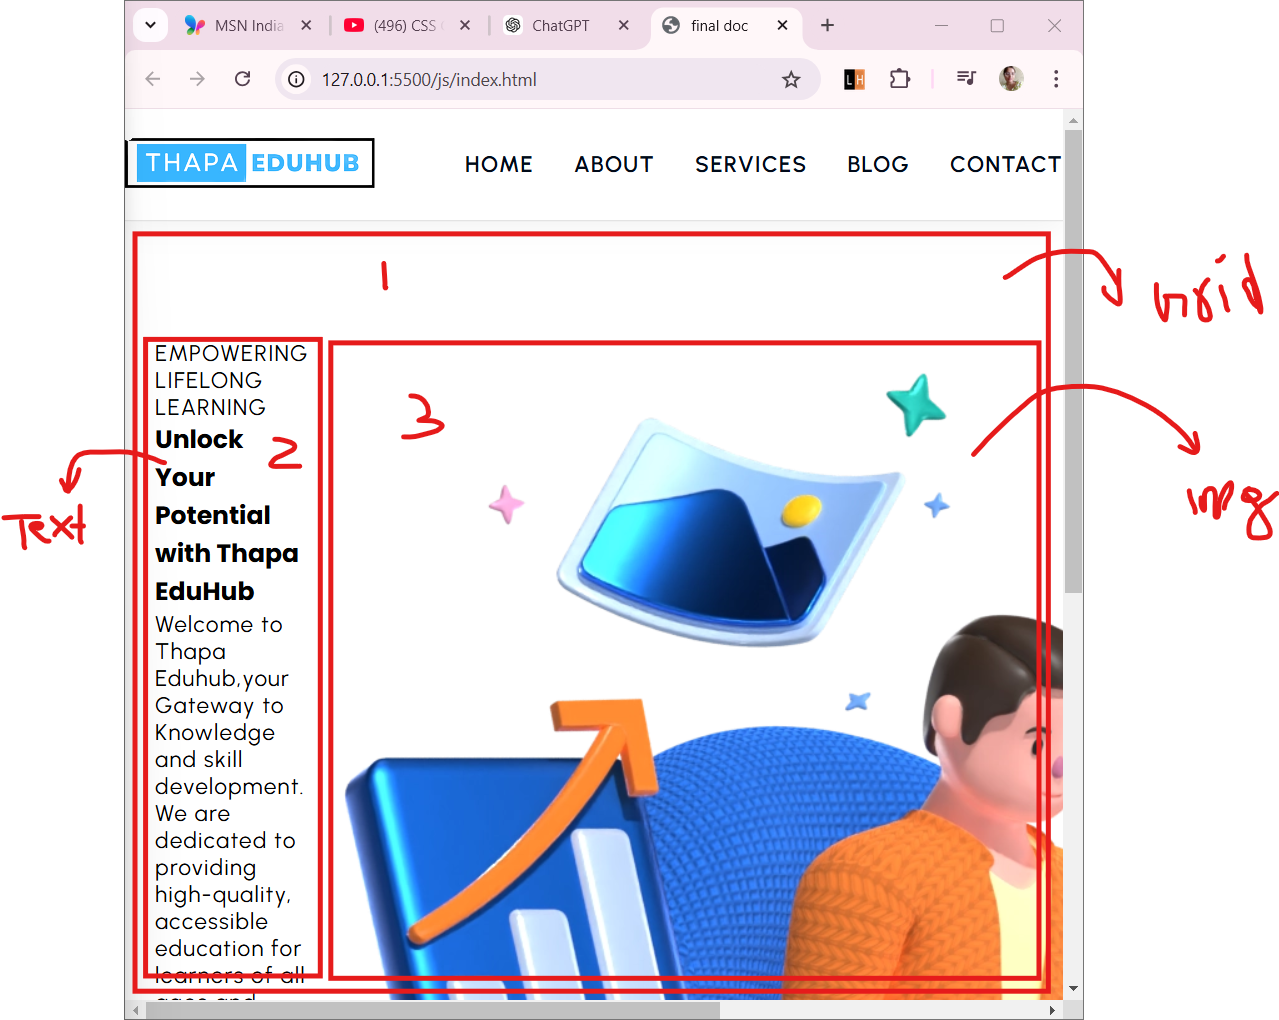 MSN India
(496) CSS
ChatGPT
final doc
127.0.0.1:5500/js/index.html
LH
THAPA EDUHUB
HOME ABOUT SERVICES BLOG CONTACT
1
Grid
EMPOWERING
LIFELONG
LEARNING
Unlock
Your
Potential
with Thapa
EduHub
2
3
Text
Welcome to
Thapa
Eduhub,your
Gateway to
Knowledge
and skill
development.
We are
dedicated to
providing
high-quality,
accessible
education for
learners of all
ages and